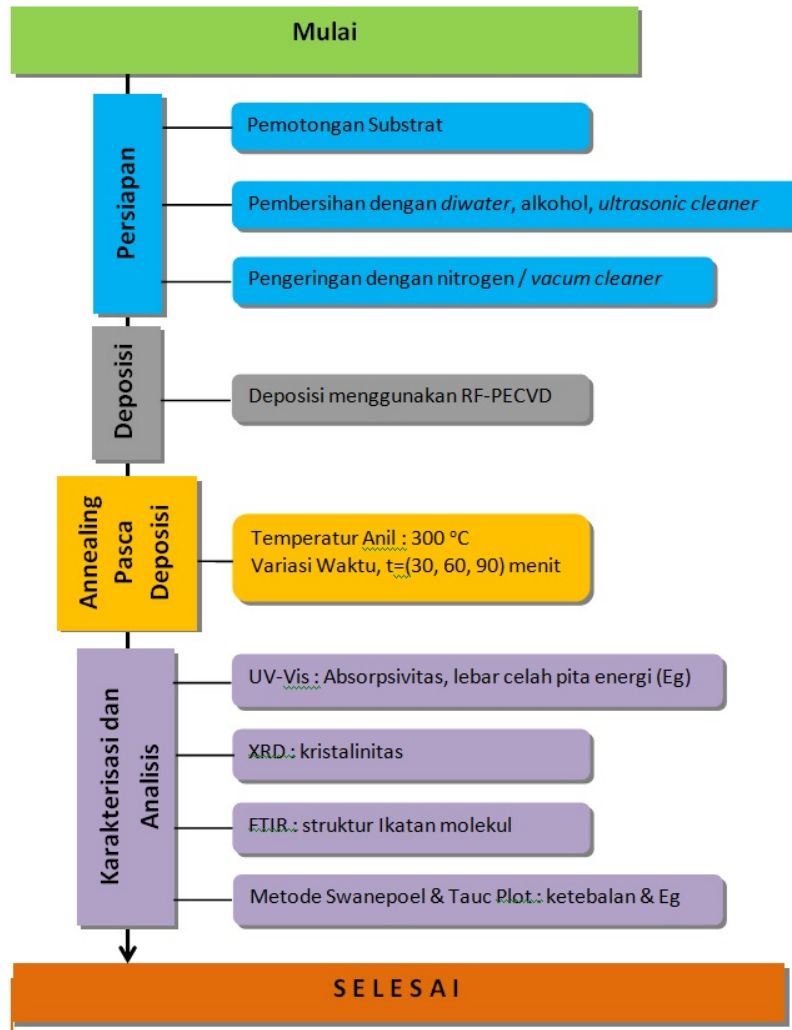 Mulai
Persiapan
Pemotongan Substrat
Pembersihan dengan diwater, alkohol, ultrasonic cleaner
Pengeringan dengan nitrogen / vacum cleaner
Deposisi
Deposisi menggunakan RF-PECVD
Annealing
Pasca
Deposisi
Temperatur Anil : 300 °C
Variasi Waktu, t=(30, 60, 90) menit
Karakterisasi dan
Analisis
UV-Vis : Absorpsivitas, lebar celah pita energi (Eg)
XRD : kristalinitas
FTIR : struktur Ikatan molekul
Metode Swanepoel & Tauc Plot : ketebalan & Eg
S E L E S A I